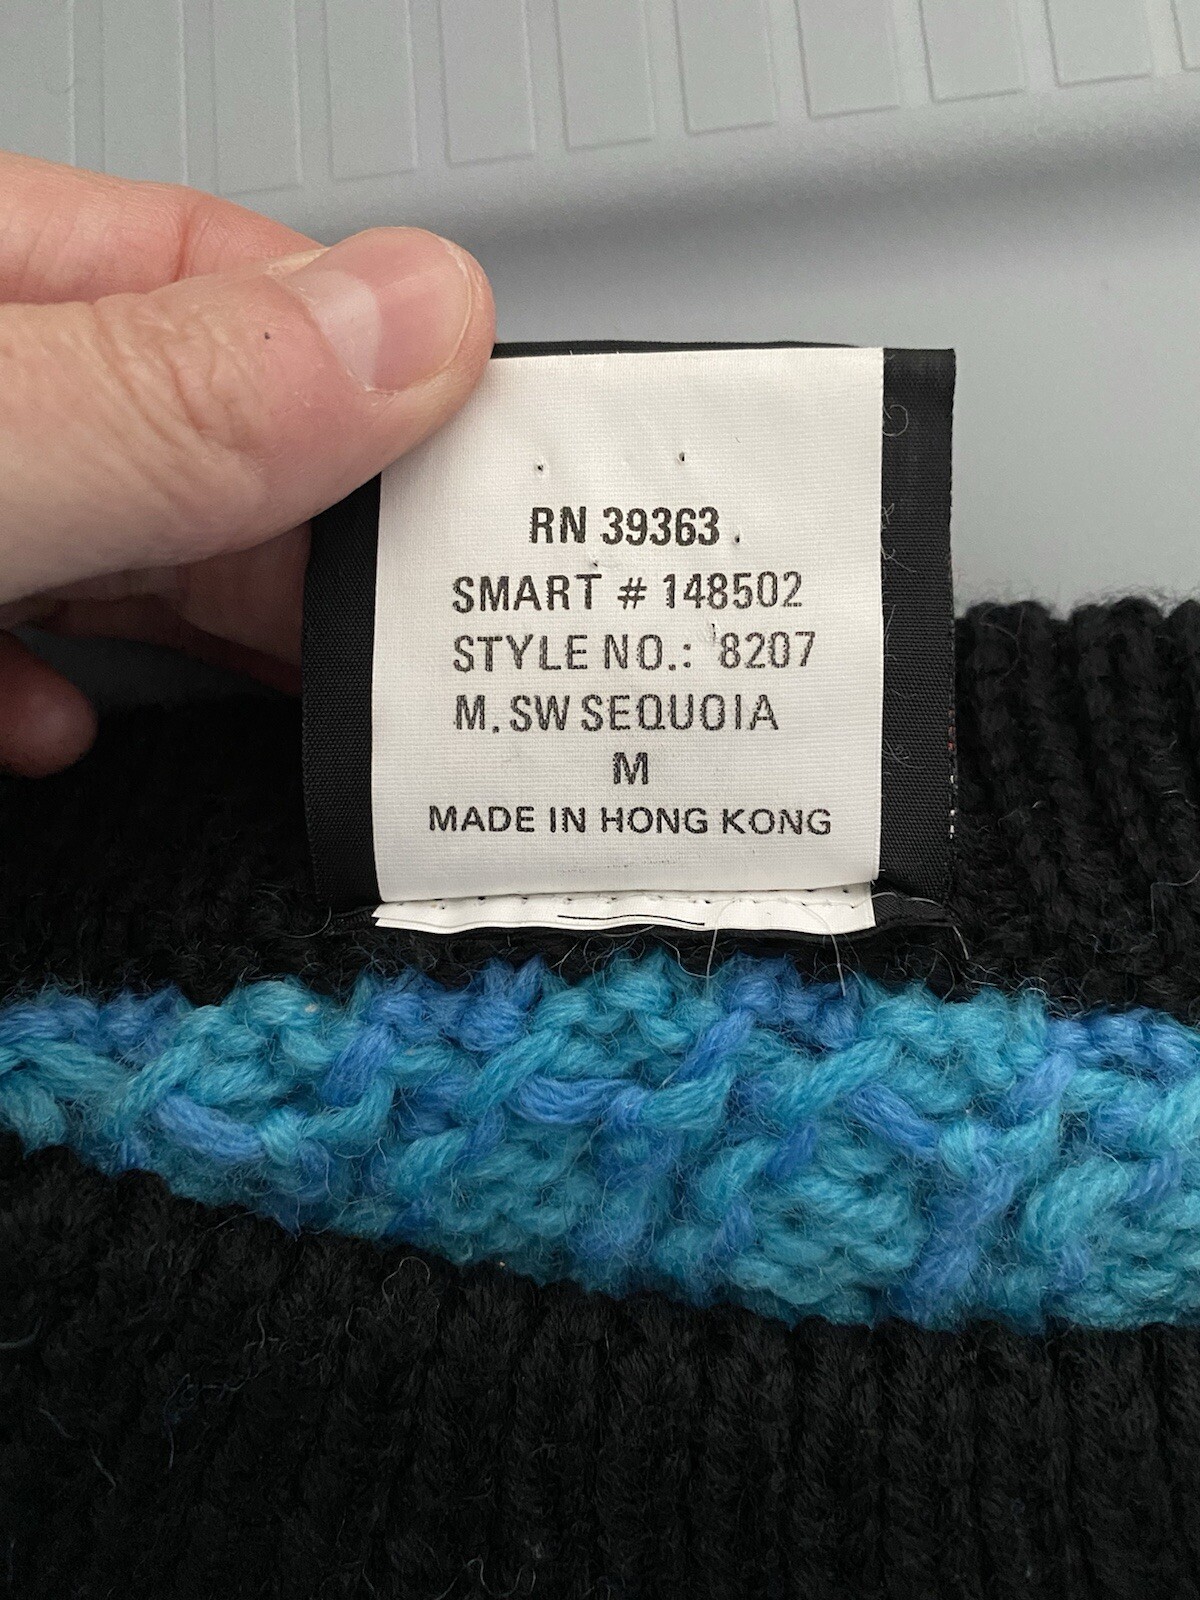 RN 39363
SMART # 148502
STYLE NO.: 8207
M. SW SEQUOIA
M
MADE IN HONG KONG